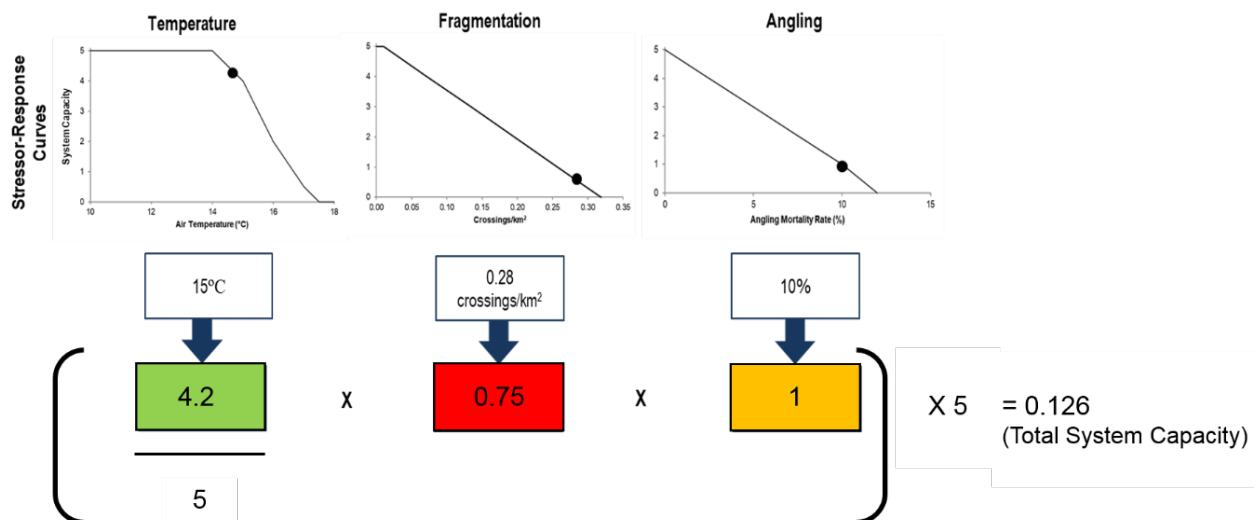 Temperature
Fragmentation
Angling
Stressor-Response
Curves
System Capacity
5
4
3
2
1
0
10
12
14
16
18
Air Temperature (°C)
5
4
3
2
1
0
0.00
0.05
0.10
0.15
0.20
0.25
0.30
0.35
Crossings/km²
5
4
3
2
1
0
0
5
10
15
Angling Mortality Rate (%)
15°C
0.28
crossings/km²
10%
4.2
X
0.75
X
1
X 5
= 0.126
(Total System Capacity)
5